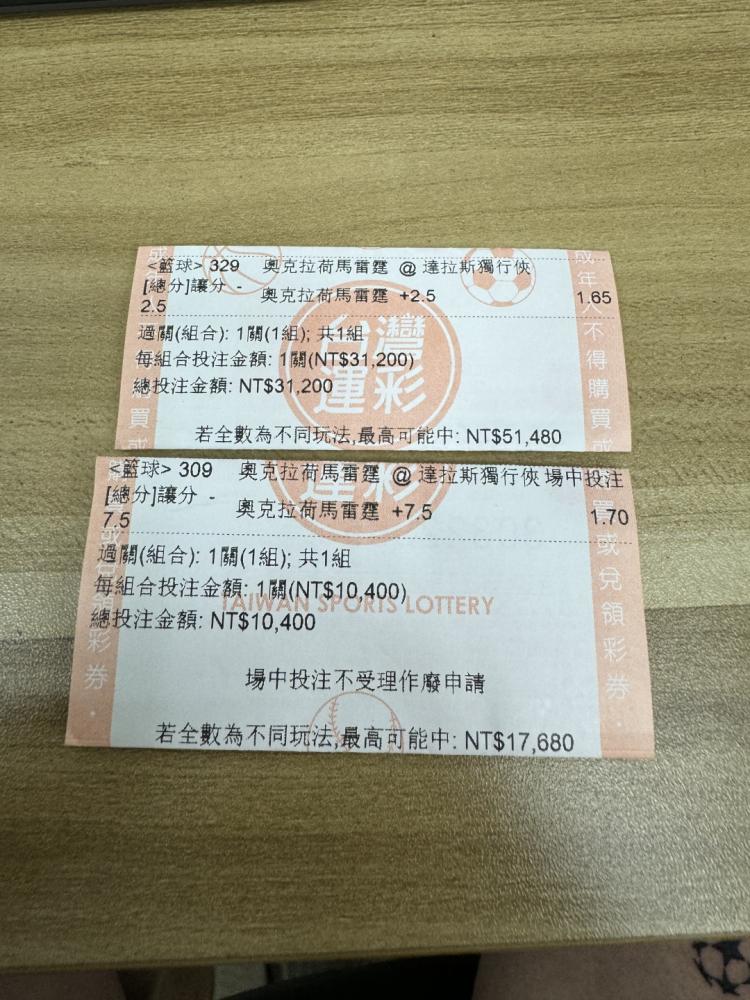 <籃球> 329 奧克拉荷馬雷霆 @ 達拉斯獨行俠
[總分]讓分 - 2.5 奧克拉荷馬雷霆 +2.5 1.65
過關(組合): 1關(1組); 共1組
每組合投注金額: 1關(NT$31,200)
總投注金額: NT$31,200
若全數為不同玩法,最高可能中: NT$51,480
台灣
運彩
成年人不得購買或
購買或
<籃球> 309 奧克拉荷馬雷霆 @ 達拉斯獨行俠 場中投注
[總分]讓分 - 7.5 奧克拉荷馬雷霆 +7.5 1.70
過關(組合): 1關(1組); 共1組
每組合投注金額: 1關(NT$10,400)
TAIWAN SPORTS LOTTERY
總投注金額: NT$10,400
場中投注不受理作廢申請
若全數為不同玩法,最高可能中: NT$17,680
運彩
買或兌領彩券.
彩券.